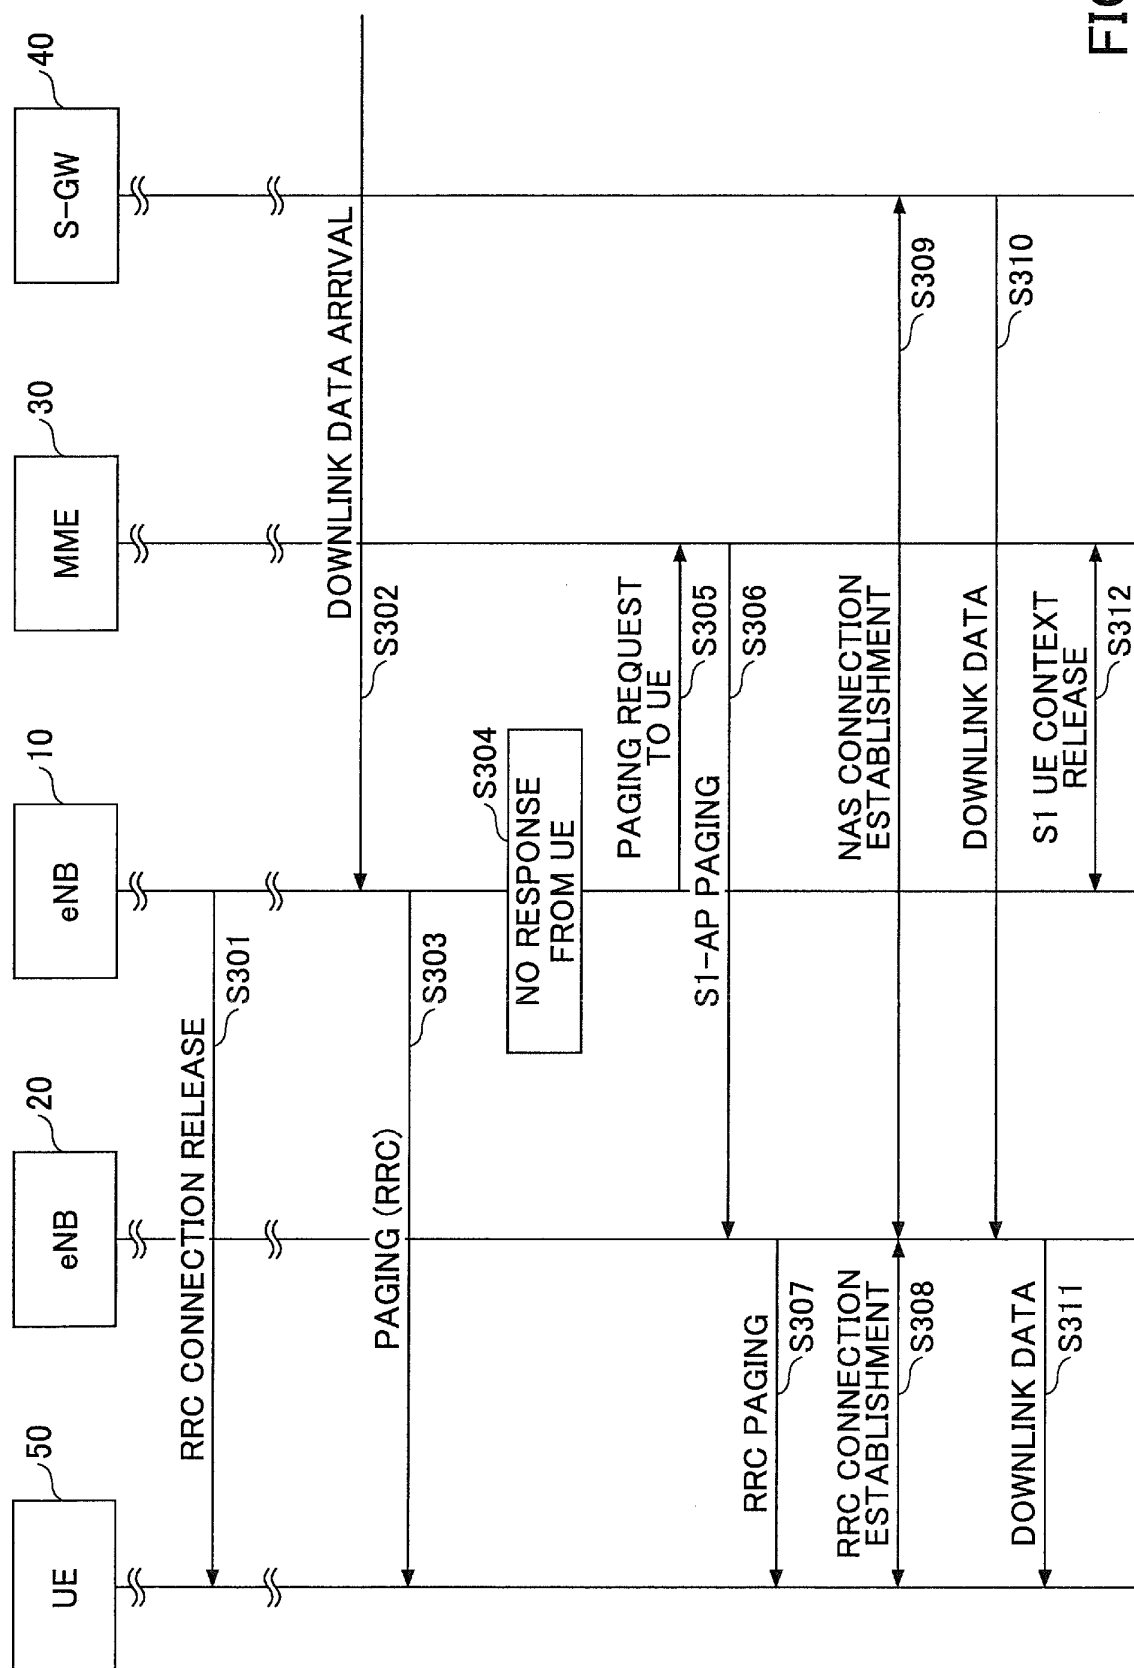 UE
50
eNB
20
eNB
10
MME
30
S-GW
40
RRC CONNECTION RELEASE
S301
DOWNLINK DATA ARRIVAL
S302
PAGING (RRC)
S303
S304
NO RESPONSE
FROM UE
PAGING REQUEST
TO UE
S305
S1-AP PAGING
S306
RRC PAGING
S307
RRC CONNECTION
ESTABLISHMENT
S308
NAS CONNECTION
ESTABLISHMENT
S309
DOWNLINK DATA
S310
DOWNLINK DATA
S311
S1 UE CONTEXT
RELEASE
S312